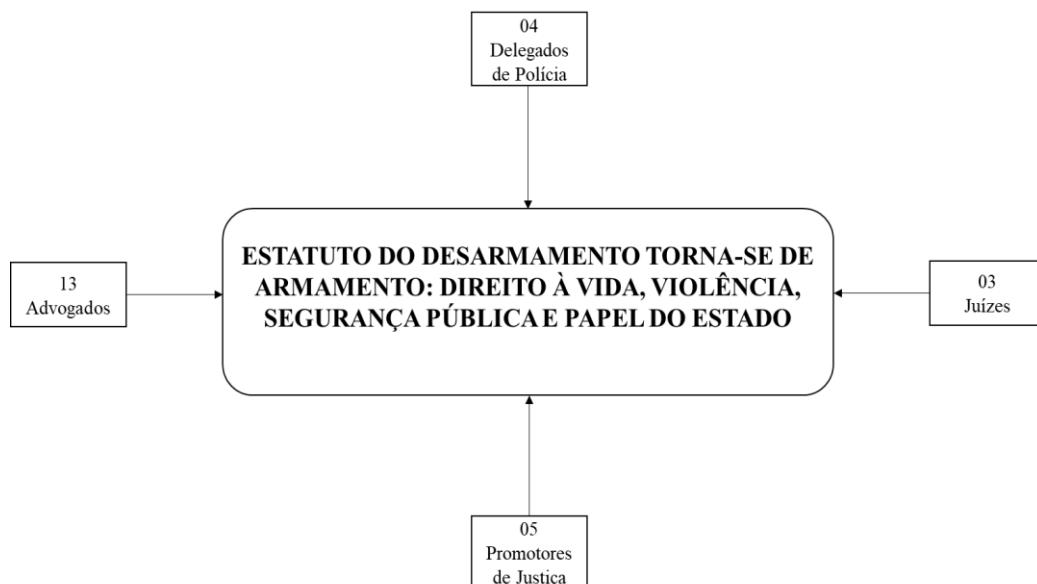 04
Delegados
de Polícia
ESTATUTO DO DESARMAMENTO TORNA-SE DE
ARMAMENTO: DIREITO À VIDA, VIOLÊNCIA,
SEGURANÇA PÚBLICA E PAPEL DO ESTADO
13
Advogados
03
Juízes
05
Promotores
de Justiça